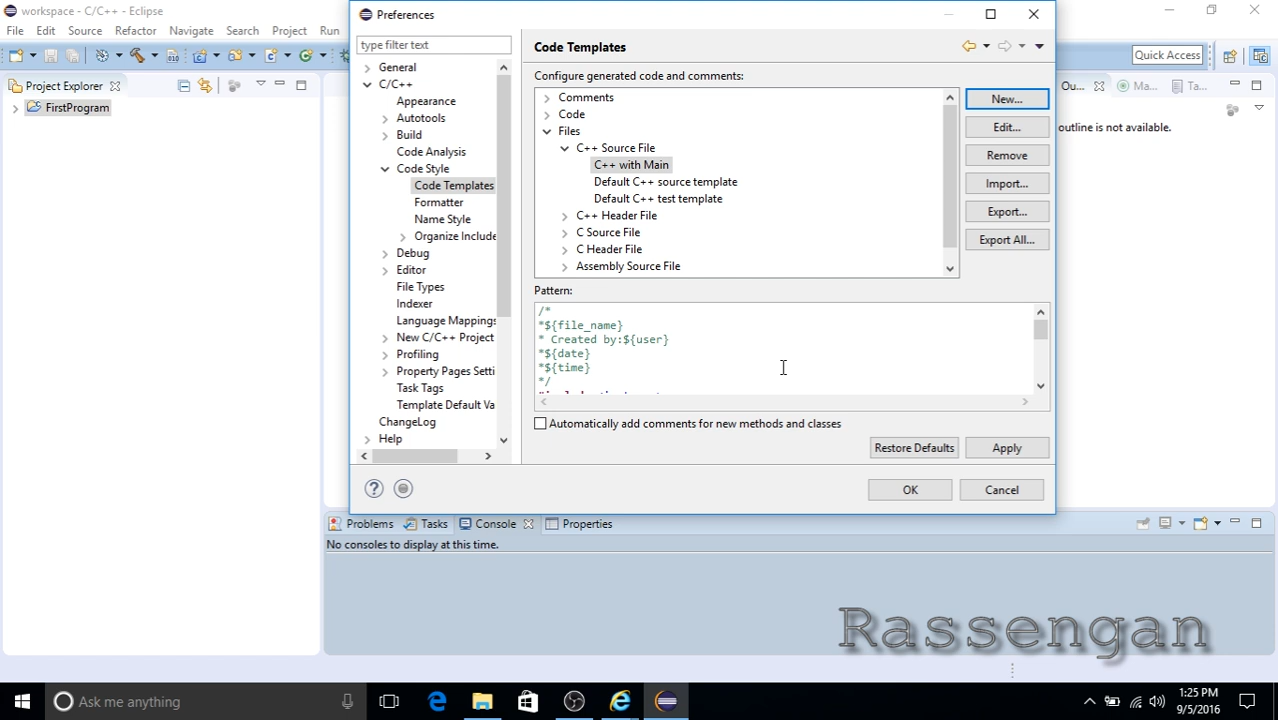 workspace - C/C++ - Eclipse
File Edit Source Refactor Navigate Search Project Run
Quick Access
Project Explorer
FirstProgram
Preferences
type filter text
General
C/C++
Appearance
Autotools
Build
Code Analysis
Code Style
Code Templates
Formatter
Name Style
Organize Include
Debug
Editor
File Types
Indexer
Language Mappings
New C/C++ Project
Profiling
Property Pages Setti
Task Tags
Template Default Va
ChangeLog
Help
Code Templates
Configure generated code and comments:
Comments
Code
Files
C++ Source File
C++ with Main
Default C++ source template
Default C++ test template
C++ Header File
C Source File
C Header File
Assembly Source File
New...
Edit...
Remove
Import...
Export...
Export All...
Pattern:
/*
*${file_name}
* Created by:${user}
*${date}
*${time}
*/
Automatically add comments for new methods and classes
Restore Defaults
Apply
OK
Cancel
Ou... Ma... Ta...
outline is not available.
Problems Tasks Console Properties
No consoles to display at this time.
Rassengan
Ask me anything
1:25 PM
9/5/2016